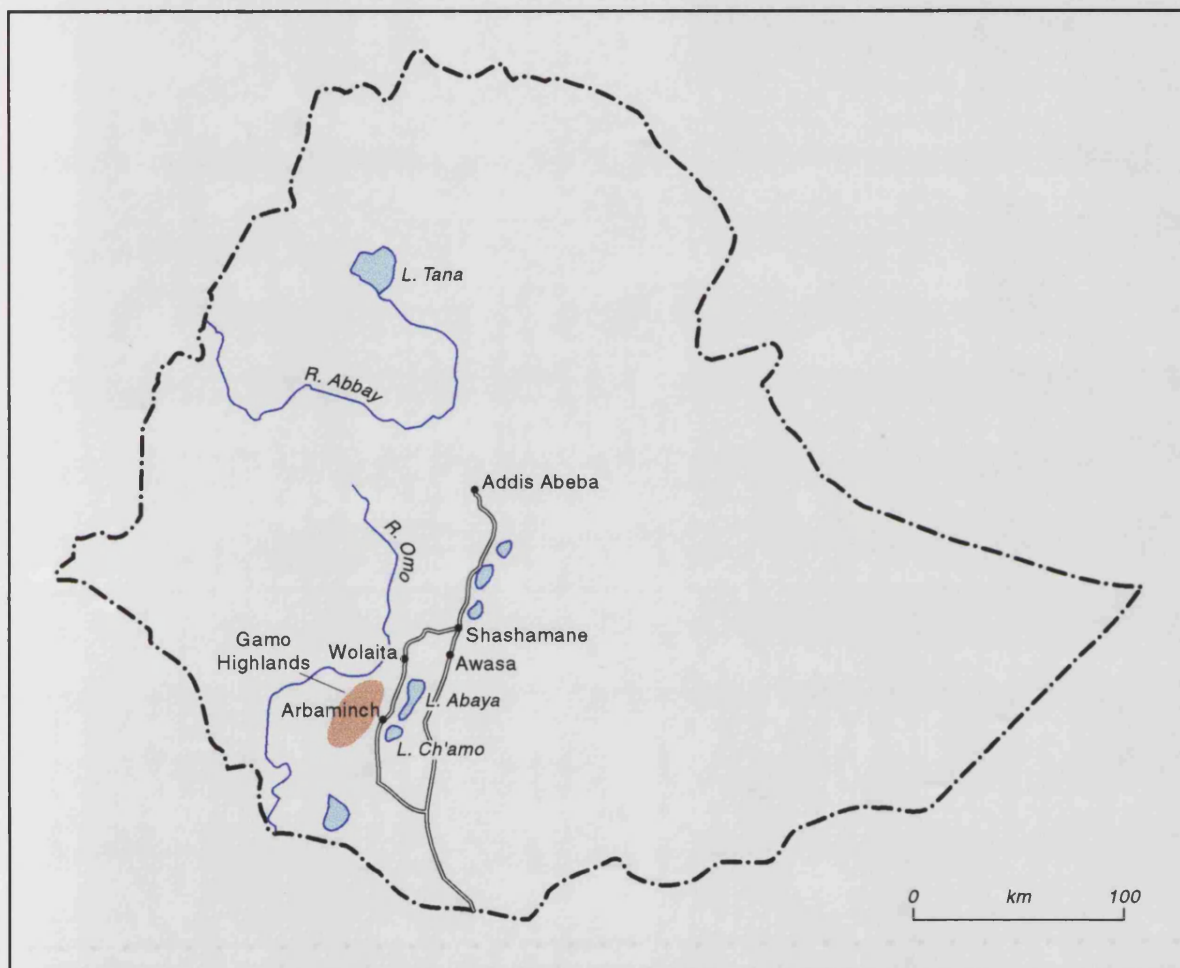 L. Tana
R. Abbay
Addis Abeba
R. Omo
Shashamane
Gamo
Highlands
Wolaita
Awasa
Arbaminch
L. Abaya
L. Ch'amo
0 km 100